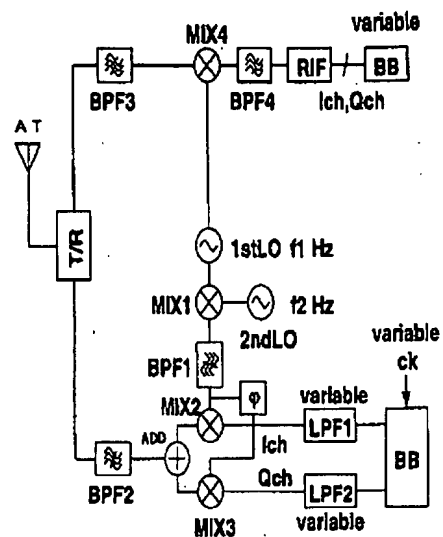 variable
MIX4
BPF3
BPF4
RIF
BB
Ich,Qch
AT
T/R
1stLO f1 Hz
MIX1
f2 Hz
2ndLO
BPF1
variable
ck
MIX2
φ
variable
ADD
Ich
LPF1
BB
BPF2
Qch
LPF2
MIX3
variable